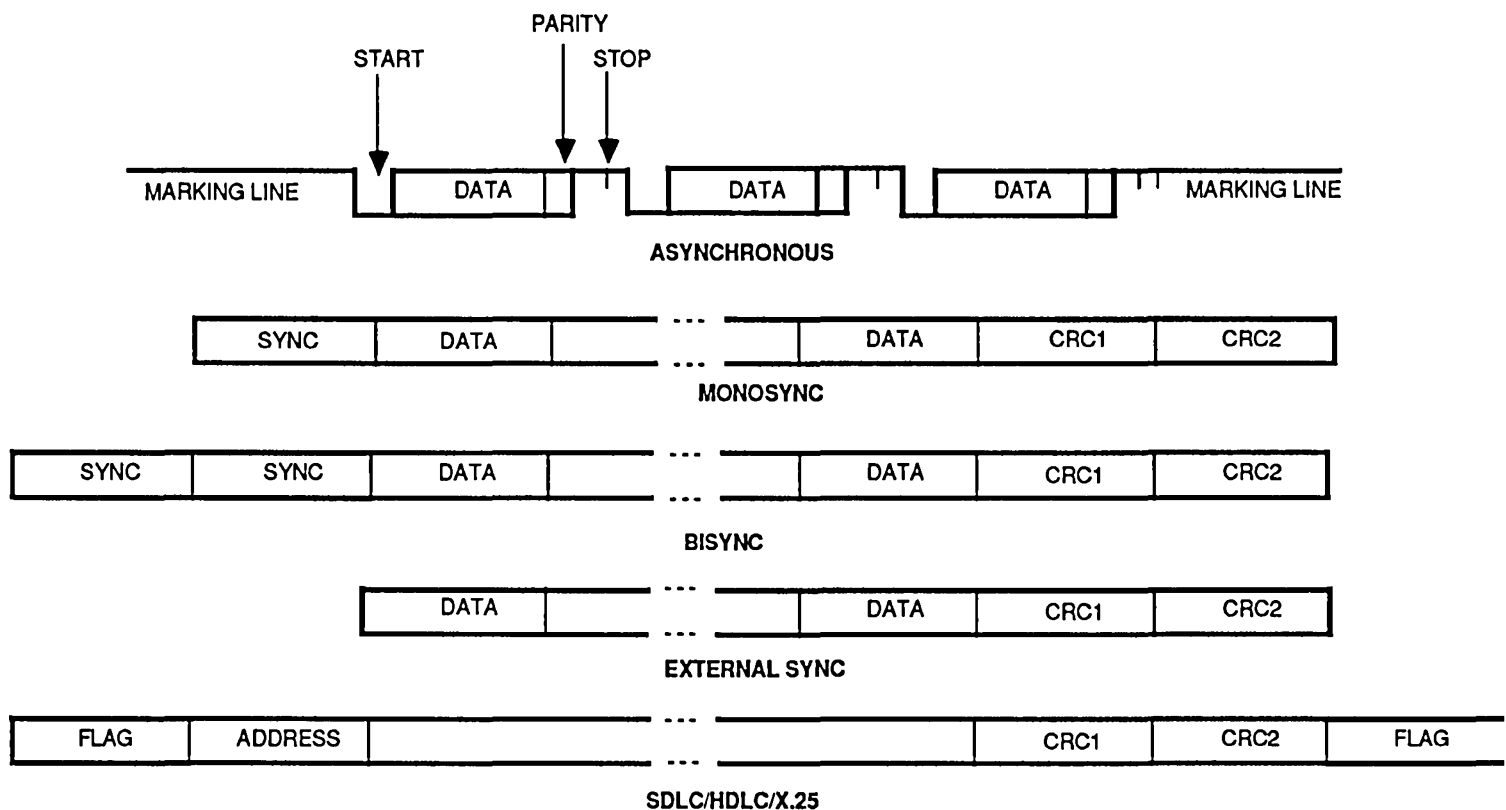 PARITY
START STOP
MARKING LINE DATA DATA DATA MARKING LINE
ASYNCHRONOUS
SYNC DATA --- DATA CRC1 CRC2
---
MONOSYNC
SYNC SYNC DATA --- DATA CRC1 CRC2
---
BISYNC
DATA --- DATA CRC1 CRC2
---
EXTERNAL SYNC
FLAG ADDRESS --- CRC1 CRC2 FLAG
---
SDLC/HDLC/X.25